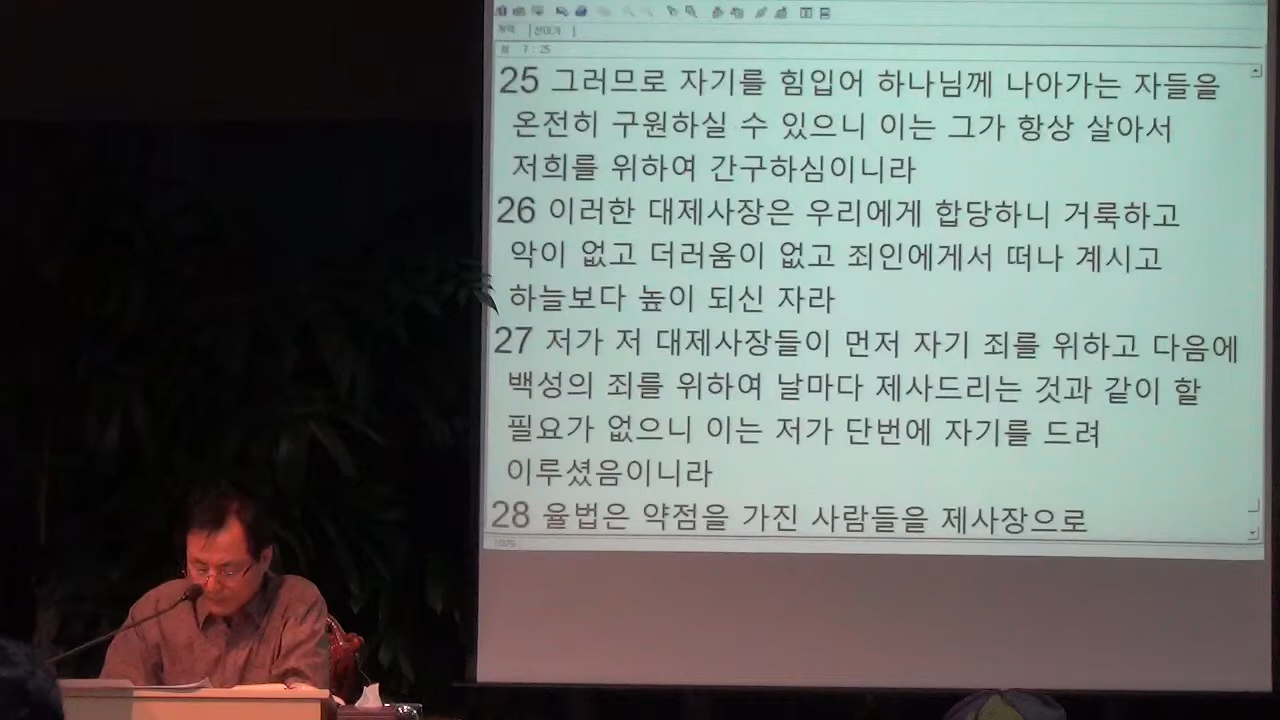 개역
히 7 : 25
25 그러므로 자기를 힘입어 하나님께 나아가는 자들을
온전히 구원하실 수 있으니 이는 그가 항상 살아서
저희를 위하여 간구하심이니라
26 이러한 대제사장은 우리에게 합당하니 거룩하고
악이 없고 더러움이 없고 죄인에게서 떠나 계시고
하늘보다 높이 되신 자라
27 저가 저 대제사장들이 먼저 자기 죄를 위하고 다음에
백성의 죄를 위하여 날마다 제사드리는 것과 같이 할
필요가 없으니 이는 저가 단번에 자기를 드려
이루셨음이니라
28 율법은 약점을 가진 사람들을 제사장으로